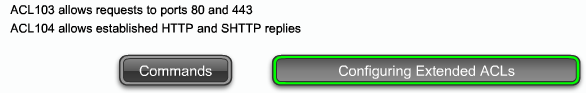 ACL103 allows requests to ports 80 and 443
ACL104 allows established HTTP and SHTTP replies
Commands
Configuring Extended ACLs